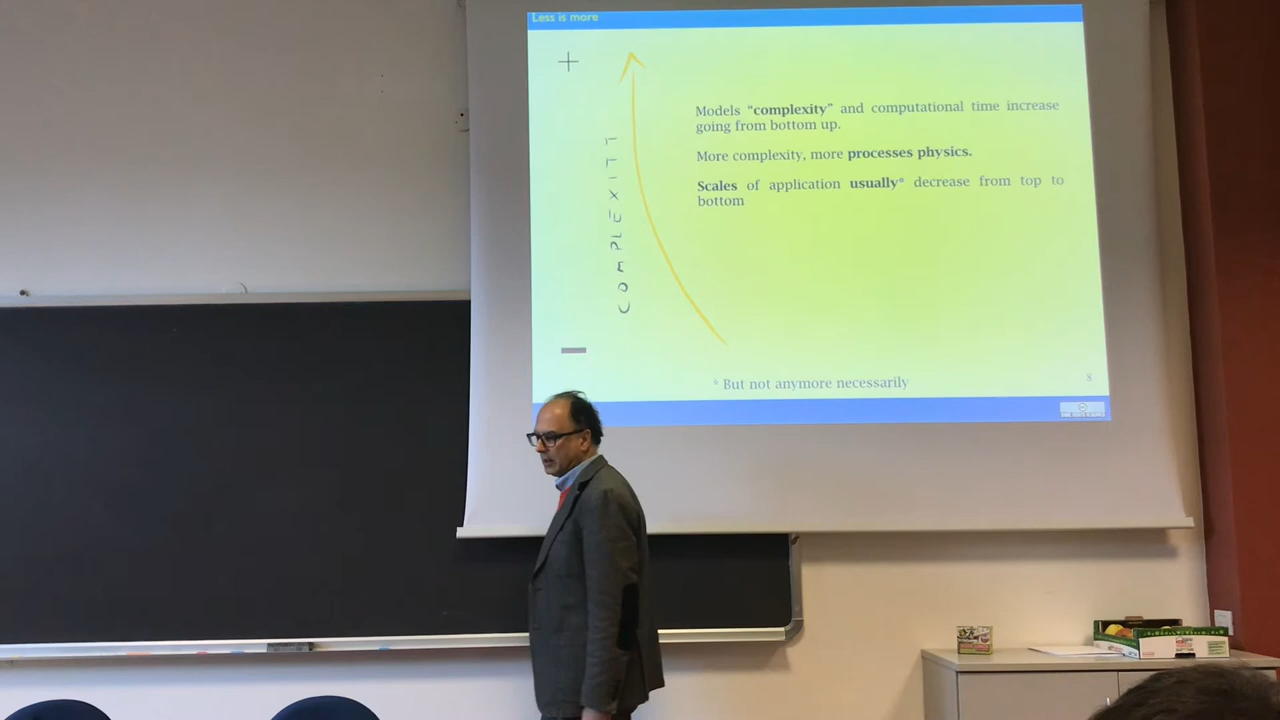 Less is more
+
COMPLEXITY
Models “complexity” and computational time increase
going from bottom up.
More complexity, more processes physics.
Scales of application usually* decrease from top to
bottom
* But not anymore necessarily
8